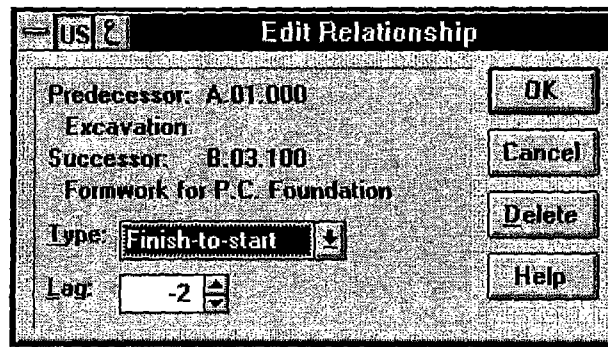 US Edit Relationship
Predecessor: A.01.000
Excavation
Successor: B.03.100
Formwork for P.C. Foundation
Type: Finish-to-start
Lag: -2
OK
Cancel
Delete
Help